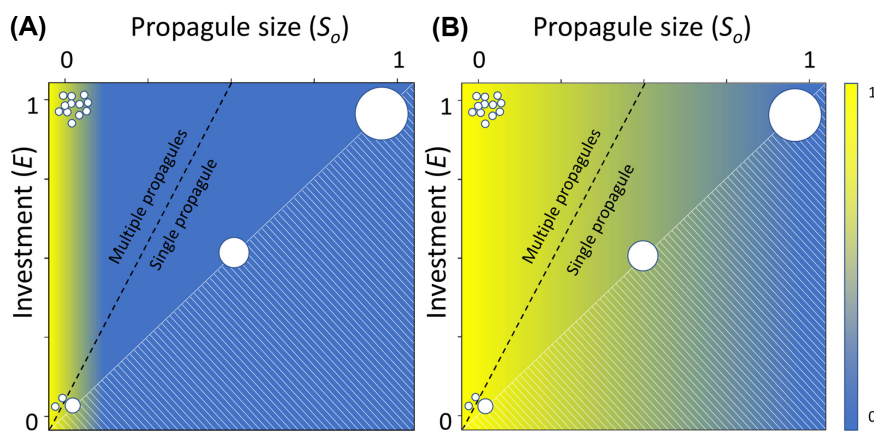 (A)
Propagule size (Sₒ)
0 1
Investment (E)
1
0
Multiple propagules
Single propagule
(B)
Propagule size (Sₒ)
0 1
Investment (E)
1
0
Multiple propagules
Single propagule
1
0